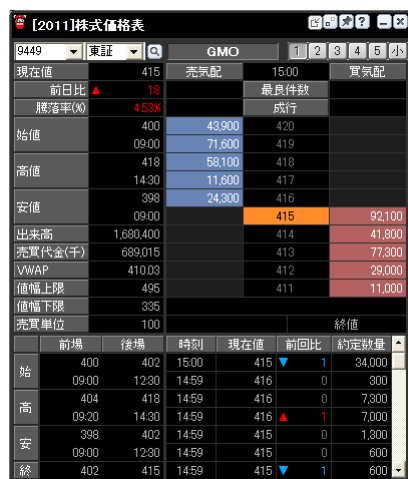 [2011]株式価格表
9449 東証 GMO 1 2 3 4 5 小
現在値 415 売気配 15:00 買気配
前日比 ▲ 18 最良件数
騰落率(%) 4.53% 成行
始値 400 43,900 420
09:00 71,600 419
高値 418 58,100 418
14:30 11,600 417
安値 398 24,300 416
09:00 415 92,100
出来高 1,680,400 414 41,800
売買代金(千) 689,015 413 77,300
VWAP 410.03 412 29,000
値幅上限 495 411 11,000
値幅下限 335
売買単位 100 終値
前場 後場 時刻 現在値 前回比 約定数量
始 400 402 15:00 415 ▼ 1 34,000
09:00 12:30 14:59 416 0 300
高 404 418 14:59 416 0 7,300
09:20 14:30 14:59 416 ▲ 1 7,000
安 398 402 14:59 415 0 1,300
09:00 12:30 14:59 415 0 600
終 402 415 14:59 415 ▼ 1 600